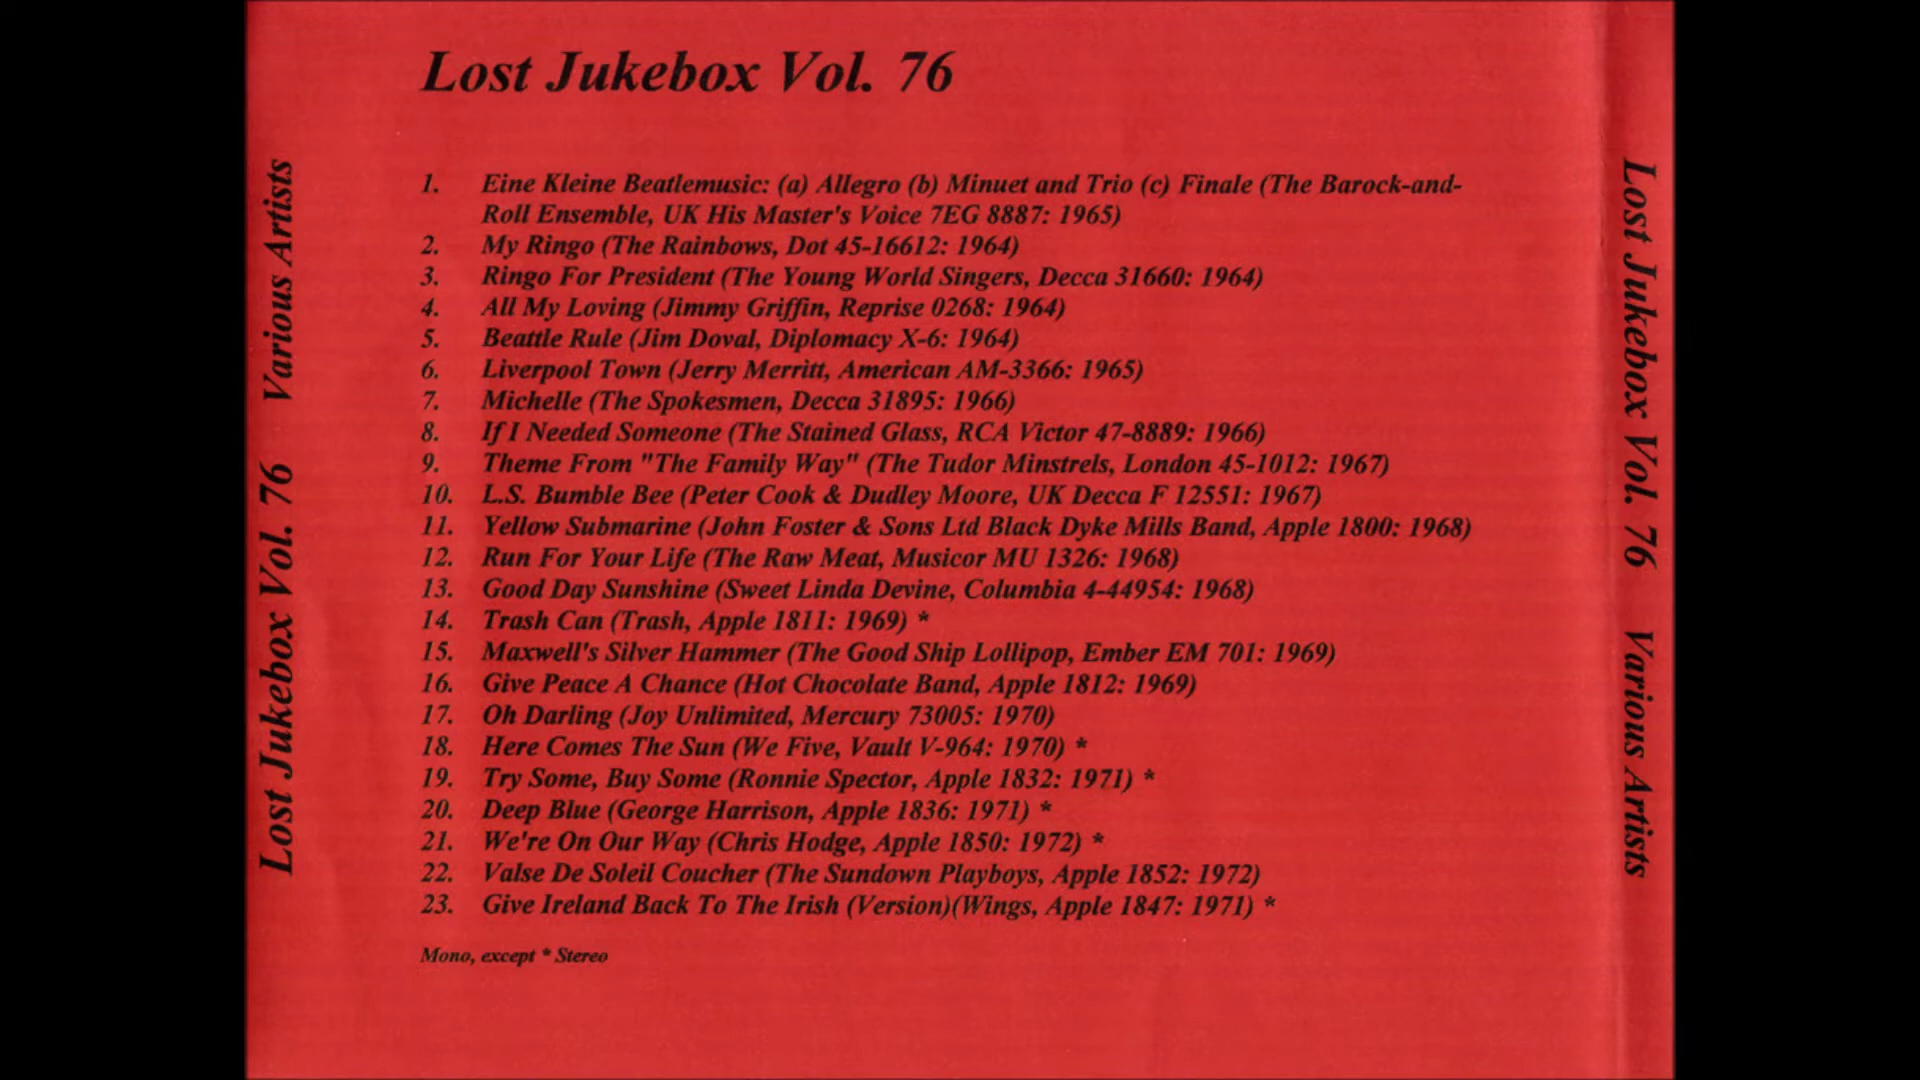 Lost Jukebox Vol. 76
1. Eine Kleine Beatlemusic: (a) Allegro (b) Minuet and Trio (c) Finale (The Barock-and-
Roll Ensemble, UK His Master's Voice 7EG 8887: 1965)
2. My Ringo (The Rainbows, Dot 45-16612: 1964)
3. Ringo For President (The Young World Singers, Decca 31660: 1964)
4. All My Loving (Jimmy Griffin, Reprise 0268: 1964)
5. Beattle Rule (Jim Doval, Diplomacy X-6: 1964)
6. Liverpool Town (Jerry Merritt, American AM-3366: 1965)
7. Michelle (The Spokesmen, Decca 31895: 1966)
8. If I Needed Someone (The Stained Glass, RCA Victor 47-8889: 1966)
9. Theme From "The Family Way" (The Tudor Minstrels, London 45-1012: 1967)
10. L.S. Bumble Bee (Peter Cook & Dudley Moore, UK Decca F 12551: 1967)
11. Yellow Submarine (John Foster & Sons Ltd Black Dyke Mills Band, Apple 1800: 1968)
12. Run For Your Life (The Raw Meat, Musicor MU 1326: 1968)
13. Good Day Sunshine (Sweet Linda Devine, Columbia 4-44954: 1968)
14. Trash Can (Trash, Apple 1811: 1969) *
15. Maxwell's Silver Hammer (The Good Ship Lollipop, Ember EM 701: 1969)
16. Give Peace A Chance (Hot Chocolate Band, Apple 1812: 1969)
17. Oh Darling (Joy Unlimited, Mercury 73005: 1970)
18. Here Comes The Sun (We Five, Vault V-964: 1970) *
19. Try Some, Buy Some (Ronnie Spector, Apple 1832: 1971) *
20. Deep Blue (George Harrison, Apple 1836: 1971) *
21. We're On Our Way (Chris Hodge, Apple 1850: 1972) *
22. Valse De Soleil Coucher (The Sundown Playboys, Apple 1852: 1972)
23. Give Ireland Back To The Irish (Version)(Wings, Apple 1847: 1971) *
Mono, except * Stereo
Lost Jukebox Vol. 76 Various Artists
Lost Jukebox Vol. 76 Various Artists